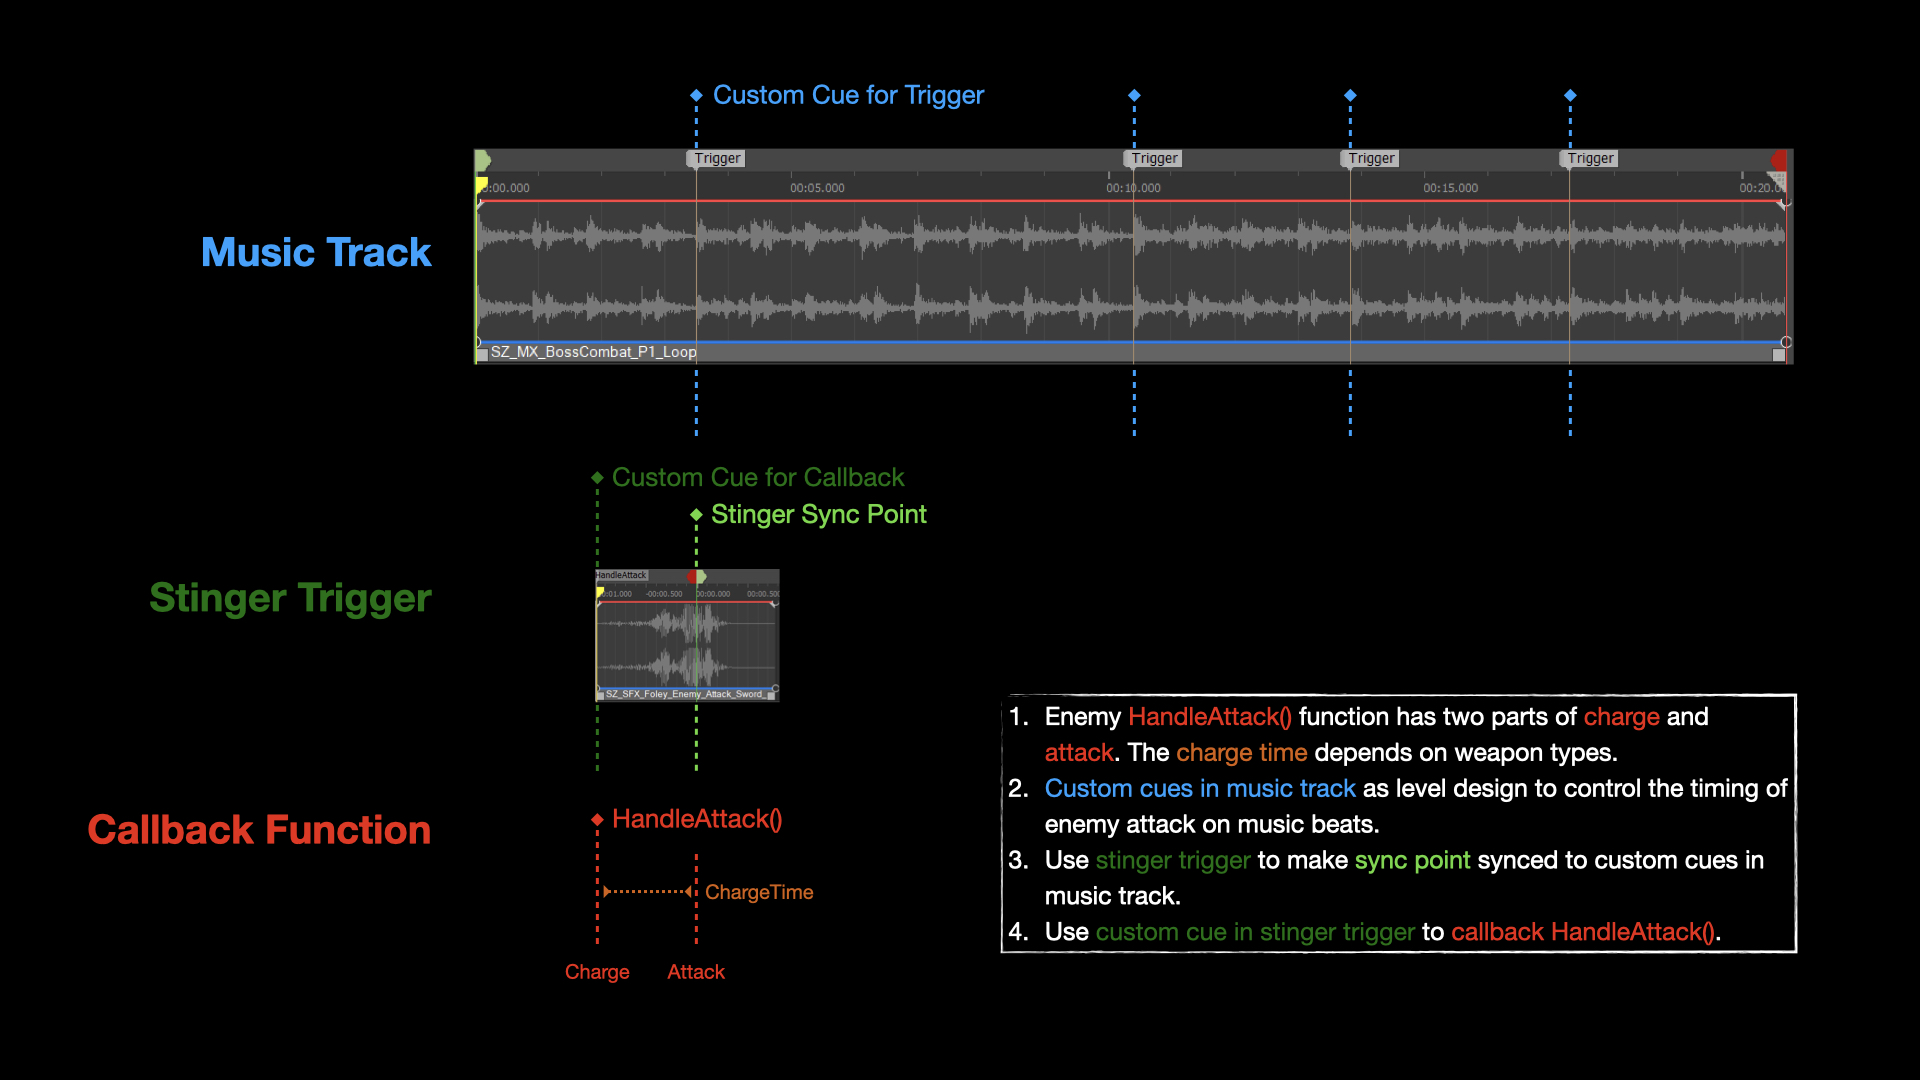 Custom Cue for Trigger
Trigger Trigger Trigger Trigger
:00.000 00:05.000 00:10.000 00:15.000 00:20.0
Music Track
SZ_MX_BossCombat_P1_Loop
Custom Cue for Callback
Stinger Sync Point
HandleAttack
:01.000 -00:00.500 00:00.000 00:00.500
Stinger Trigger
SZ_SFX_Foley_Enemy_Attack_Sword_
1. Enemy HandleAttack() function has two parts of charge and
attack. The charge time depends on weapon types.
2. Custom cues in music track as level design to control the timing of
enemy attack on music beats.
3. Use stinger trigger to make sync point synced to custom cues in
music track.
4. Use custom cue in stinger trigger to callback HandleAttack().
Callback Function
HandleAttack()
ChargeTime
Charge Attack